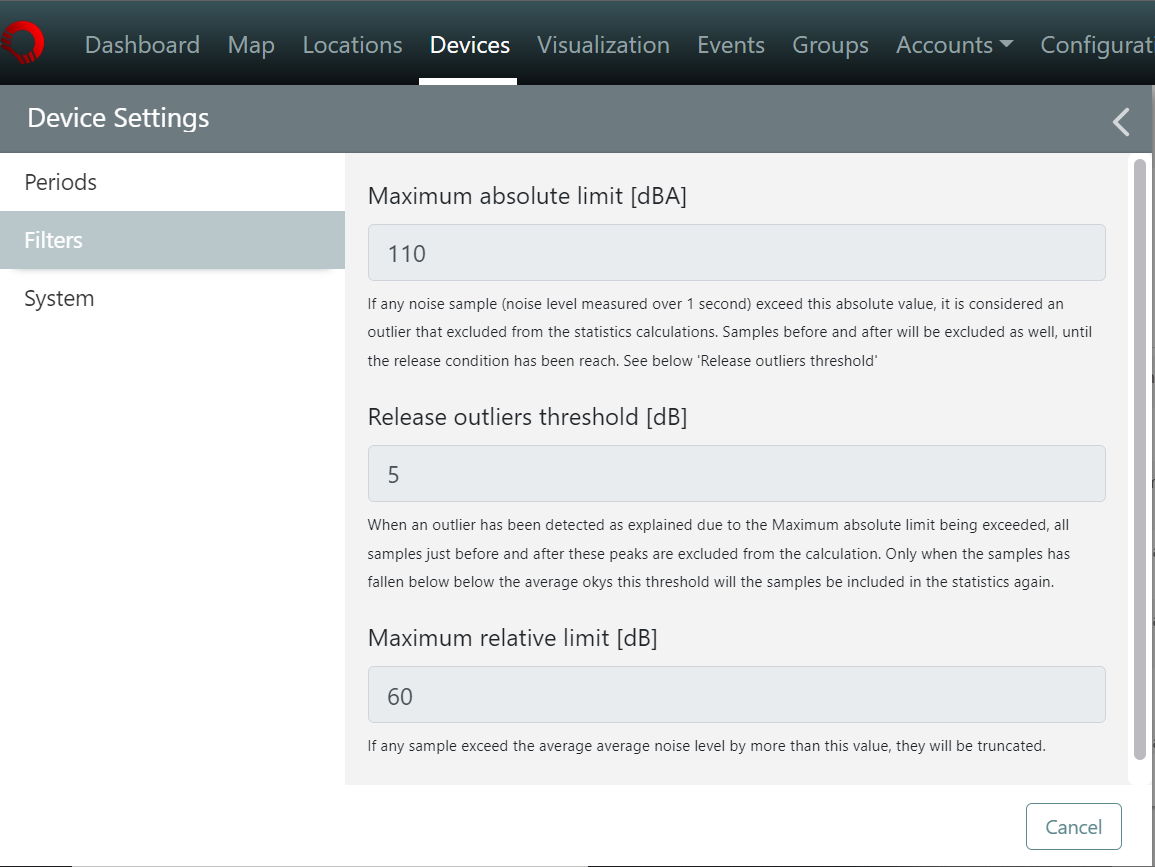 Dashboard Map Locations Devices Visualization Events Groups Accounts Configurat
Device Settings
Periods
Filters
System
Maximum absolute limit [dBA]
110
If any noise sample (noise level measured over 1 second) exceed this absolute value, it is considered an
outlier that excluded from the statistics calculations. Samples before and after will be excluded as well, until
the release condition has been reach. See below 'Release outliers threshold'
Release outliers threshold [dB]
5
When an outlier has been detected as explained due to the Maximum absolute limit being exceeded, all
samples just before and after these peaks are excluded from the calculation. Only when the samples has
fallen below below the average okys this threshold will the samples be included in the statistics again.
Maximum relative limit [dB]
60
If any sample exceed the average average noise level by more than this value, they will be truncated.
Cancel